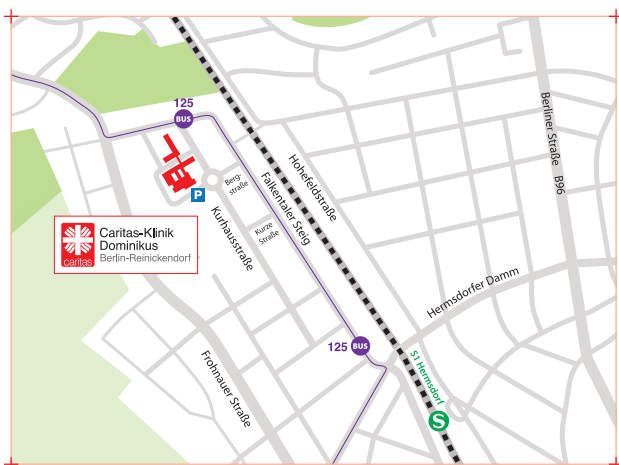 125
BUS
Berliner Straße B96
P
Berg-
straße
Hohefeldstraße
Falkentaler Steig
Kurhausstraße
Kurze
Straße
Caritas-Klinik
Dominikus
Berlin-Reinickendorf
caritas
Hermsdorfer Damm
125 BUS
S1 Hermsdorf
Frohnauer Straße
S